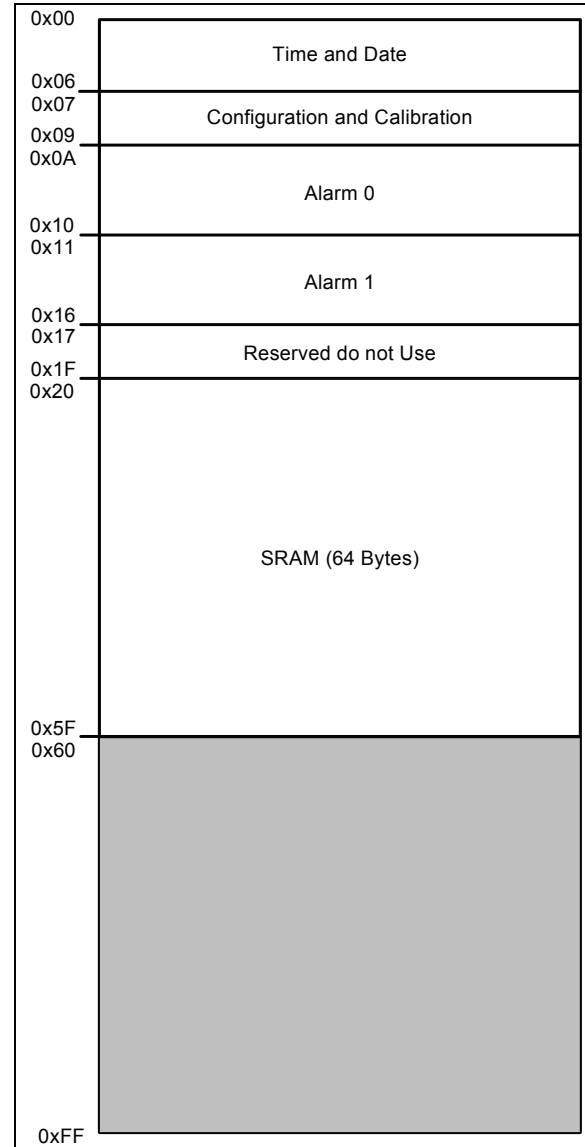 0x00
Time and Date
0x06
0x07
Configuration and Calibration
0x09
0x0A
Alarm 0
0x10
0x11
Alarm 1
0x16
0x17
Reserved do not Use
0x1F
0x20
SRAM (64 Bytes)
0x5F
0x60
0xFF